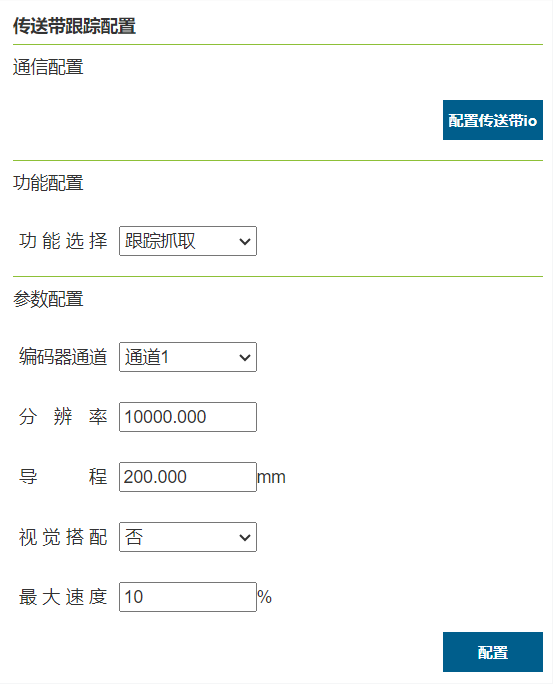 传送带跟踪配置
通信配置
配置传送带io
功能配置
功能选择 跟踪抓取
参数配置
编码器通道 通道1
分辨率 10000.000
导程 200.000 mm
视觉搭配 否
最大速度 10 %
配置